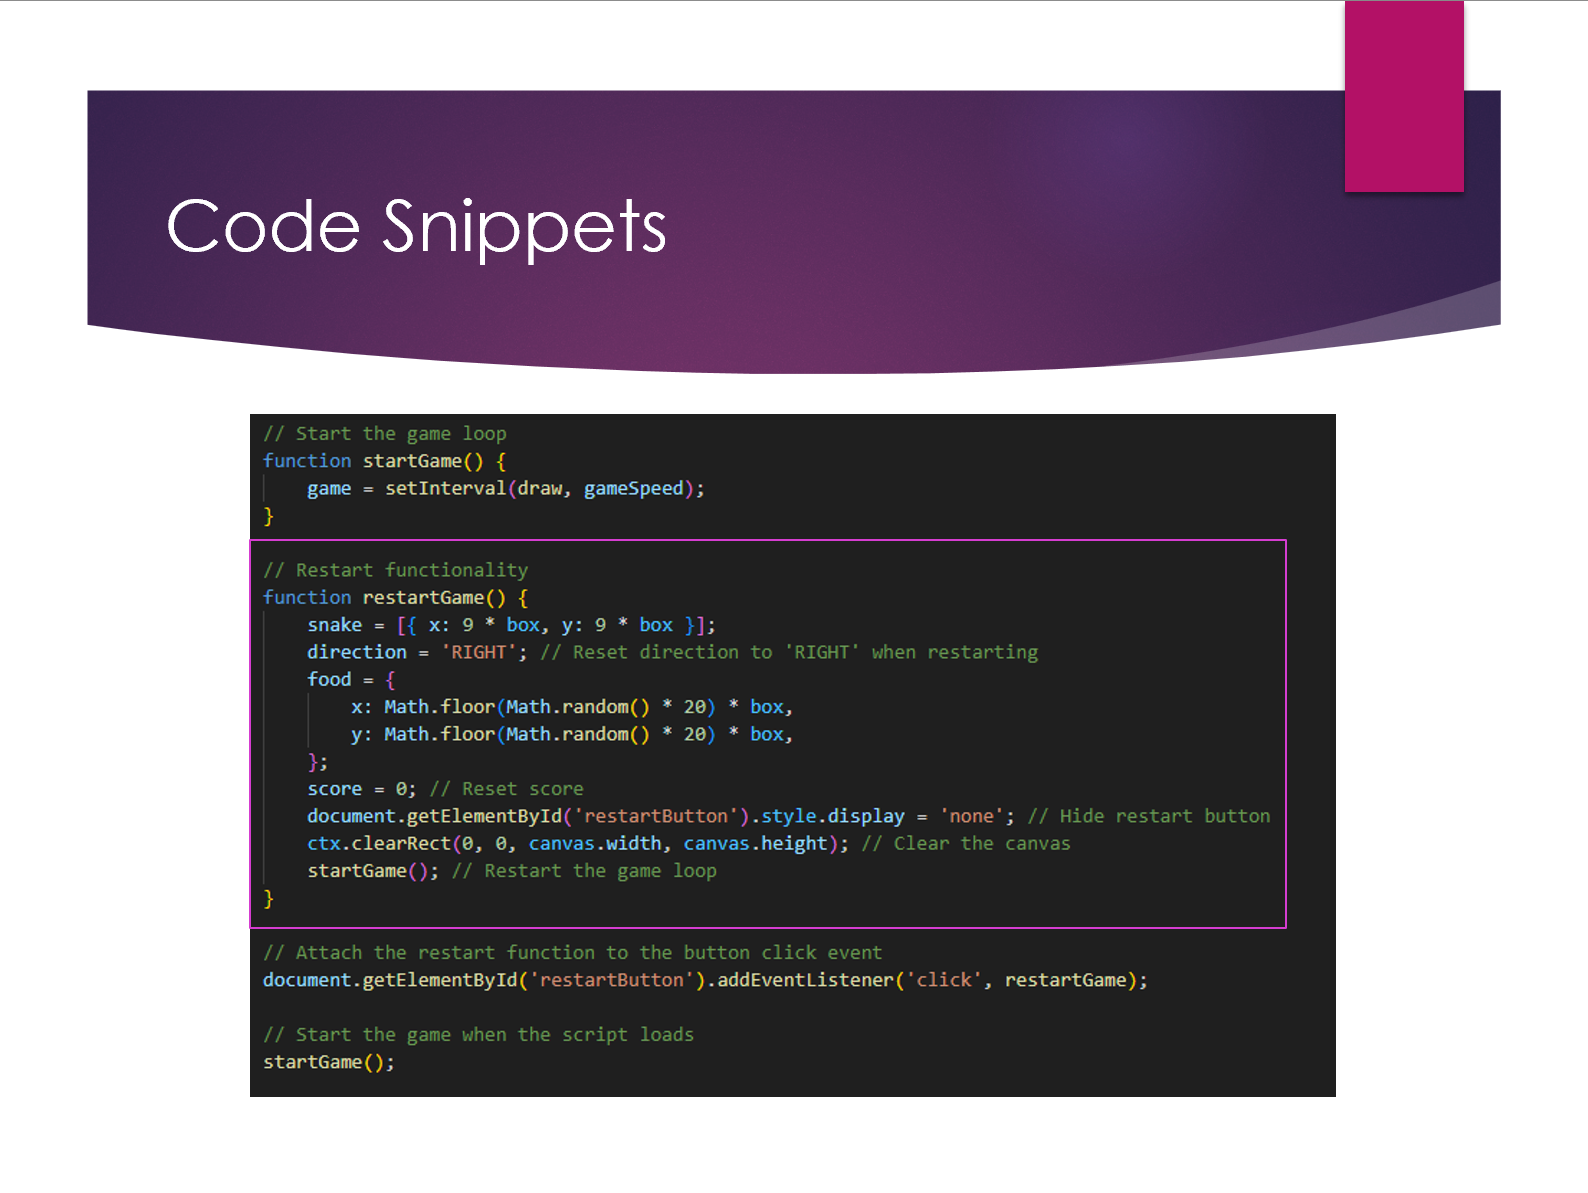 Code Snippets
// Start the game loop
function startGame() {
    game = setInterval(draw, gameSpeed);
}
// Restart functionality
function restartGame() {
    snake = [{ x: 9 * box, y: 9 * box }];
    direction = 'RIGHT'; // Reset direction to 'RIGHT' when restarting
    food = {
        x: Math.floor(Math.random() * 20) * box,
        y: Math.floor(Math.random() * 20) * box,
    };
    score = 0; // Reset score
    document.getElementById('restartButton').style.display = 'none'; // Hide restart button
    ctx.clearRect(0, 0, canvas.width, canvas.height); // Clear the canvas
    startGame(); // Restart the game loop
}
// Attach the restart function to the button click event
document.getElementById('restartButton').addEventListener('click', restartGame);
// Start the game when the script loads
startGame();